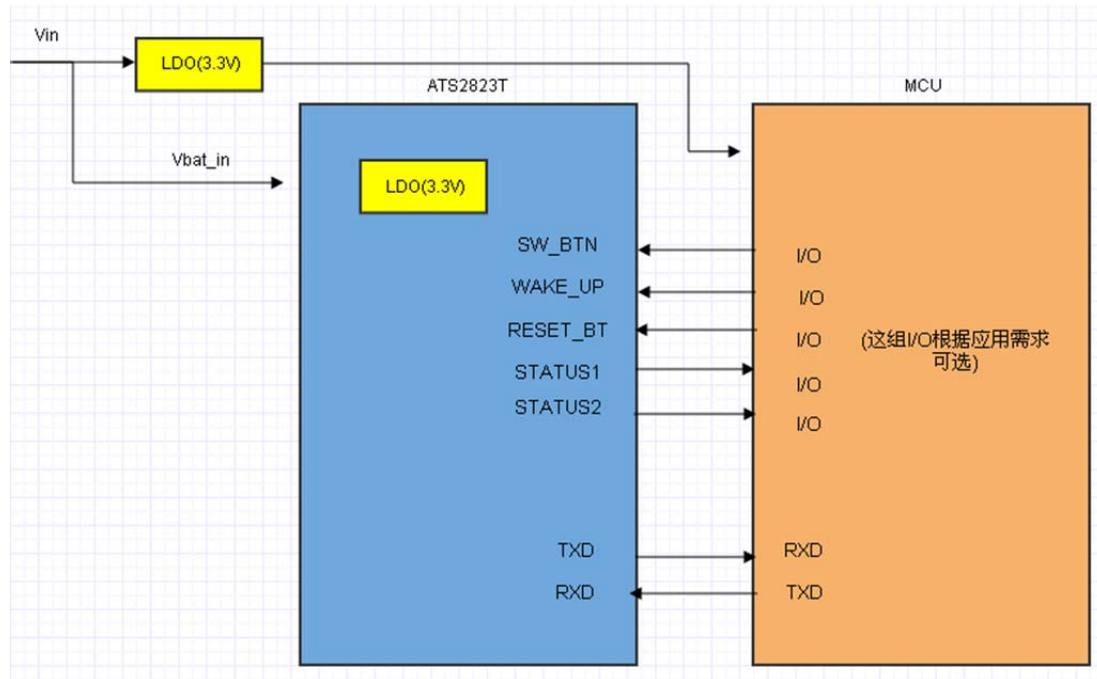 Vin
LDO(3.3V)
ATS2823T
MCU
Vbat_in
LDO(3.3V)
SW_BTN
I/O
WAKE_UP
I/O
RESET_BT
I/O
(这组I/O根据应用需求
可选)
STATUS1
I/O
STATUS2
I/O
TXD
RXD
RXD
TXD